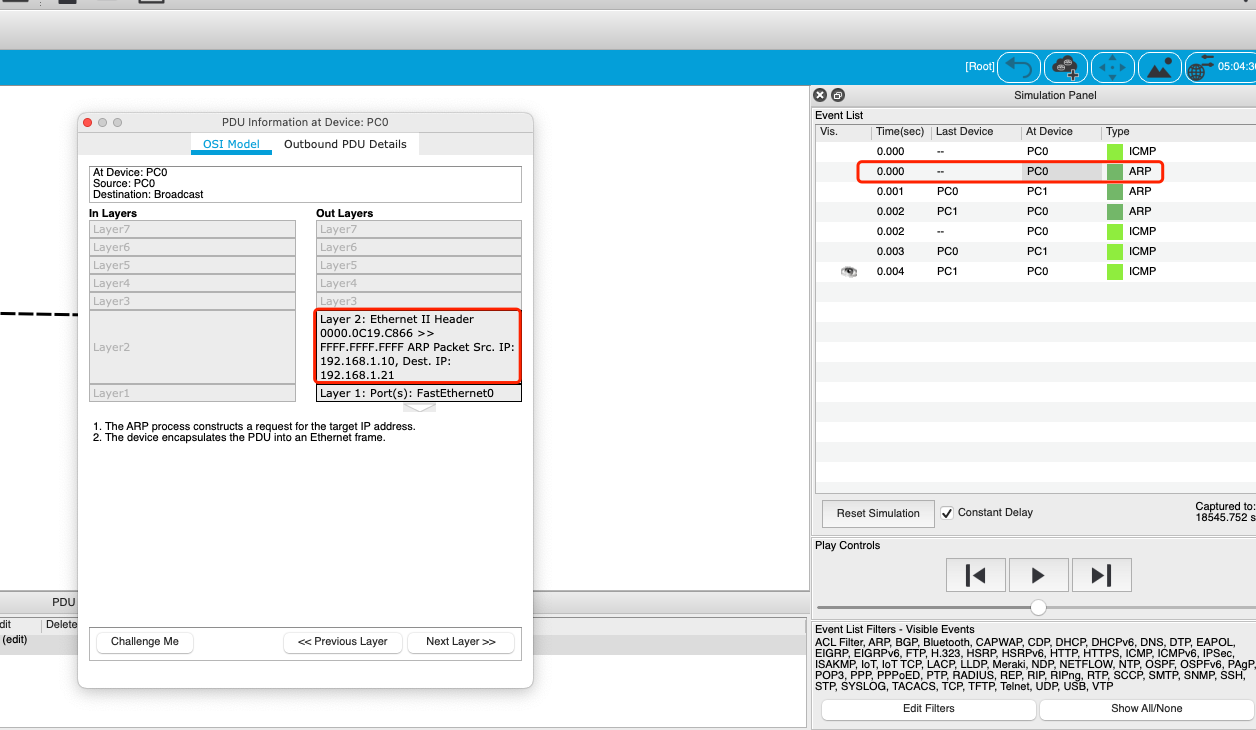 [Root]
05:04:30
Simulation Panel
Event List
Vis. Time(sec) Last Device At Device Type
0.000 -- PC0 ICMP
0.000 -- PC0 ARP
0.001 PC0 PC1 ARP
0.002 PC1 PC0 ARP
0.002 -- PC0 ICMP
0.003 PC0 PC1 ICMP
0.004 PC1 PC0 ICMP
Reset Simulation
Constant Delay
Captured to:
18545.752 s
Play Controls
Event List Filters - Visible Events
ACL Filter, ARP, BGP, Bluetooth, CAPWAP, CDP, DHCP, DHCPv6, DNS, DTP, EAPOL,
EIGRP, EIGRPv6, FTP, H.323, HSRP, HSRPv6, HTTP, HTTPS, ICMP, ICMPv6, IPSec,
ISAKMP, IoT, IoT TCP, LACP, LLDP, Meraki, NDP, NETFLOW, NTP, OSPF, OSPFv6, PAgP,
POP3, PPP, PPPoED, PTP, RADIUS, REP, RIP, RIPng, RTP, SCCP, SMTP, SNMP, SSH,
STP, SYSLOG, TACACS, TCP, TFTP, Telnet, UDP, USB, VTP
Edit Filters
Show All/None
PDU Information at Device: PC0
OSI Model
Outbound PDU Details
At Device: PC0
Source: PC0
Destination: Broadcast
In Layers
Layer7
Layer6
Layer5
Layer4
Layer3
Layer2
Layer1
Out Layers
Layer7
Layer6
Layer5
Layer4
Layer3
Layer 2: Ethernet II Header
0000.0C19.C866 >>
FFFF.FFFF.FFFF ARP Packet Src. IP:
192.168.1.10, Dest. IP:
192.168.1.21
Layer 1: Port(s): FastEthernet0
1. The ARP process constructs a request for the target IP address.
2. The device encapsulates the PDU into an Ethernet frame.
Challenge Me
<< Previous Layer
Next Layer >>
PDU
dit Delete
(edit)